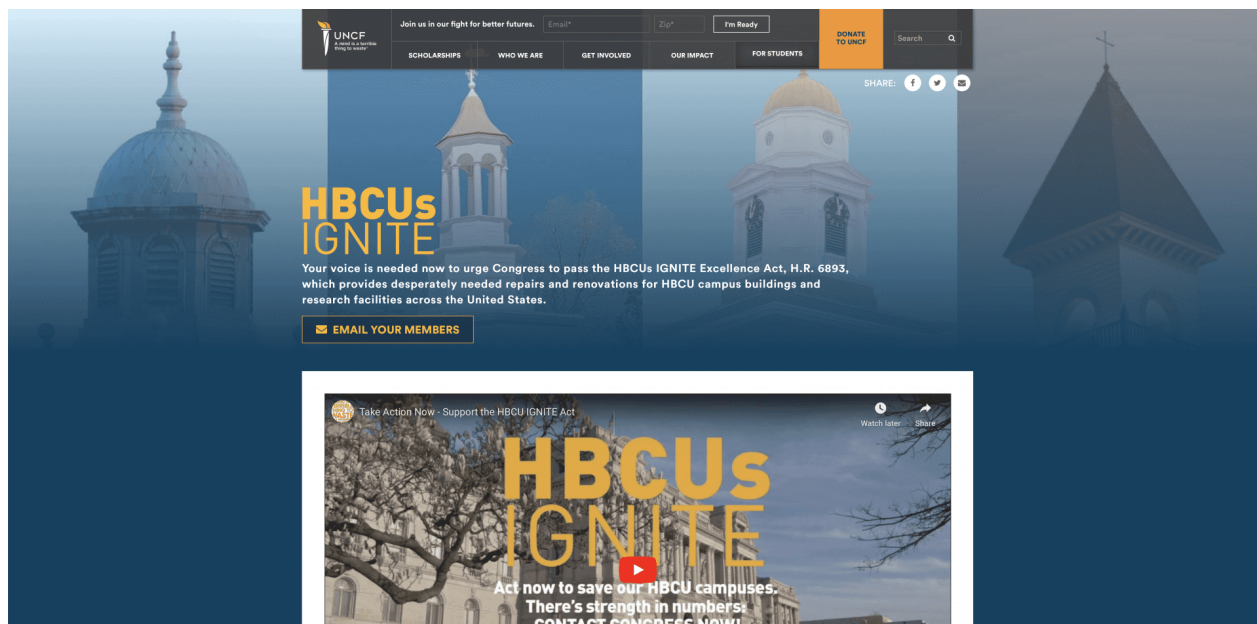 UNCF
A mind is a terrible
thing to waste®
Join us in our fight for better futures.
Email*
Zip*
I'm Ready
DONATE
TO UNCF
Search
SCHOLARSHIPS
WHO WE ARE
GET INVOLVED
OUR IMPACT
FOR STUDENTS
SHARE:
HBCUs
IGNITE
Your voice is needed now to urge Congress to pass the HBCUs IGNITE Excellence Act, H.R. 6893,
which provides desperately needed repairs and renovations for HBCU campus buildings and
research facilities across the United States.
EMAIL YOUR MEMBERS
Take Action Now - Support the HBCU IGNITE Act
Watch later
Share
HBCUs
IGNITE
Act now to save our HBCU campuses.
There's strength in numbers:
CONTACT CONGRESS NOW!